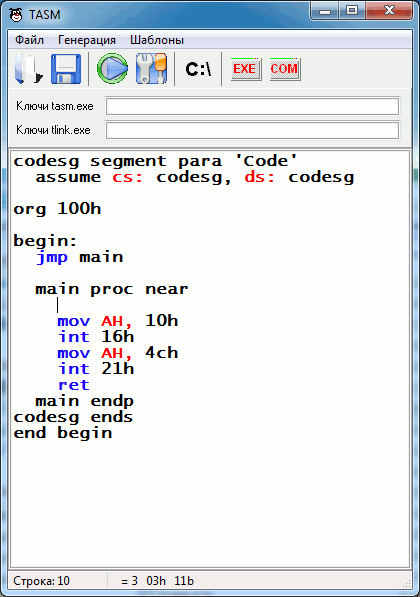 TASM
Файл Генерация Шаблоны
C:\ EXE COM
Ключи tasm.exe
Ключи tlink.exe
codesg segment para 'Code'
assume cs: codesg, ds: codesg
org 100h
begin:
jmp main
main proc near
mov AH, 10h
int 16h
mov AH, 4ch
int 21h
ret
main endp
codesg ends
end begin
Строка: 10 = 3 03h 11b